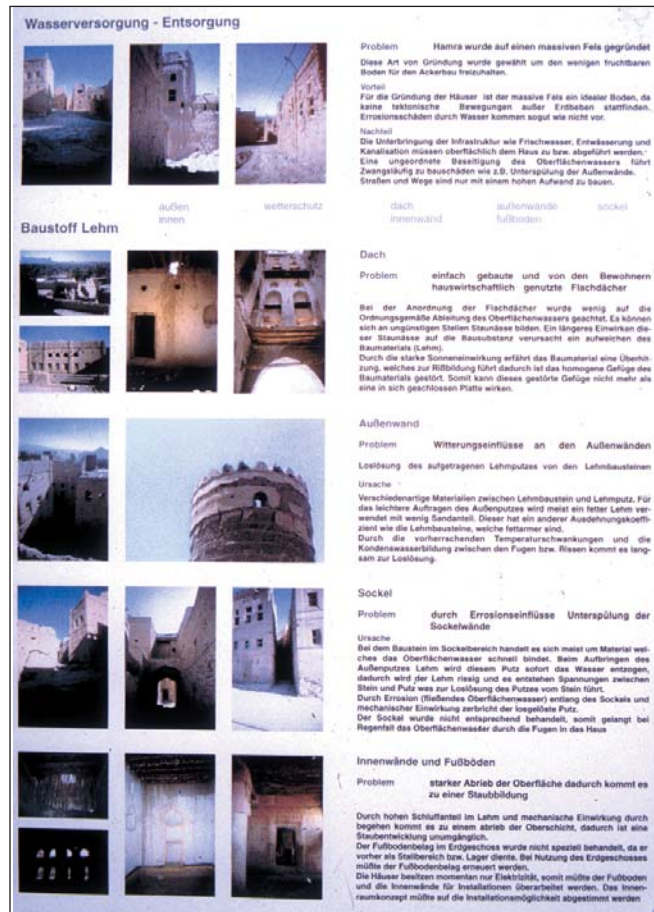 Wasserversorgung - Entsorgung
Problem Hamra wurde auf einen massiven Fels gegründet
Diese Art von Gründung wurde gewählt um den wenigen fruchtbaren
Boden für den Ackerbau freizuhalten.
Vorteil
Für die Gründung der Häuser ist der massive Fels ein idealer Boden, da
keine tektonische Bewegungen außer Erdbeben stattfinden.
Errosionsschäden durch Wasser kommen sogut wie nicht vor.
Nachteil
Die Unterbringung der Infrastruktur wie Frischwasser, Entwässerung und
Kanalisation müssen oberflächlich dem Haus zu bzw. abgeführt werden.
Eine ungeordnete Beseitigung des Oberflächenwassers führt
Zwangsläufig zu bauschäden wie z.B. Unterspülung der Außenwände.
Straßen und Wege sind nur mit einem hohen Aufwand zu bauen.
außen wetterschutz dach außenwände sockel
innen innenwand fußboden
Baustoff Lehm
Dach
Problem einfach gebaute und von den Bewohnern
hauswirtschaftlich genutzte Flachdächer
Bei der Anordnung der Flachdächer wurde wenig auf die
Ordnungsgemäße Ableitung des Oberflächenwassers geachtet. Es können
sich an ungünstigen Stellen Staunässe bilden. Ein längeres Einwirken die-
ser Staunässe auf die Bausubstanz verursacht ein aufweichen des
Baumaterials (Lehm).
Durch die starke Sonneneinwirkung erfährt das Baumaterial eine Überhit-
zung, welches zur Rißbildung führt dadurch ist das homogene Gefüge des
Baumaterials gestört. Somit kann dieses gestörte Gefüge nicht mehr als
eine in sich geschlossen Platte wirken.
Außenwand
Problem Witterungseinflüsse an den Außenwänden
Loslösung des aufgetragenen Lehmputzes von den Lehmbausteinen
Ursache
Verschiedenartige Materialien zwischen Lehmbaustein und Lehmputz. Für
das leichtere Auftragen des Außenputzes wird meist ein fetter Lehm ver-
wendet mit wenig Sandanteil. Dieser hat ein anderer Ausdehnungskoeffi-
zient wie die Lehmbausteine, welche fettarmer sind.
Durch die vorherrschenden Temperaturschwankungen und die
Kondenswasserbildung zwischen den Fugen bzw. Rissen kommt es lang-
sam zur Loslösung.
Sockel
Problem durch Errosionseinflüsse Unterspülung der
Sockelwände
Ursache
Bei dem Baustein im Sockelbereich handelt es sich meist um Material wel-
ches das Oberflächenwasser schnell bindet. Beim Aufbringen des
Außenputzes Lehm wird diesem Putz sofort das Wasser entzogen,
dadurch wird der Lehm rissig und es entstehen Spannungen zwischen
Stein und Putz was zur Loslösung des Putzes vom Stein führt.
Durch Errosion (fließendes Oberflächenwasser) entlang des Sockels und
mechanischer Einwirkung zerbricht der losgelöste Putz.
Der Sockel wurde nicht entsprechend behandelt, somit gelangt bei
Regenfall das Oberflächenwasser durch die Fugen in das Haus
Innenwände und Fußböden
Problem starker Abrieb der Oberfläche dadurch kommt es
zu einer Staubbildung
Durch hohen Schluffanteil im Lehm und mechanische Einwirkung durch
begehen kommt es zu einem abrieb der Oberschicht, dadurch ist eine
Staubentwicklung unumgänglich.
Der Fußbodenbelag im Erdgeschoss wurde nicht speziell behandelt, da er
vorher als Stallbereich bzw. Lager diente. Bei Nutzung des Erdgeschosses
müßte der Fußbodenbelag erneuert werden.
Die Häuser besitzen momentan nur Elektrizität, somit müßte der Fußboden
und die Innenwände für Installationen überarbeitet werden. Das Innen-
raumkonzept müßte auf die Installationsmöglichkeit abgestimmt werden